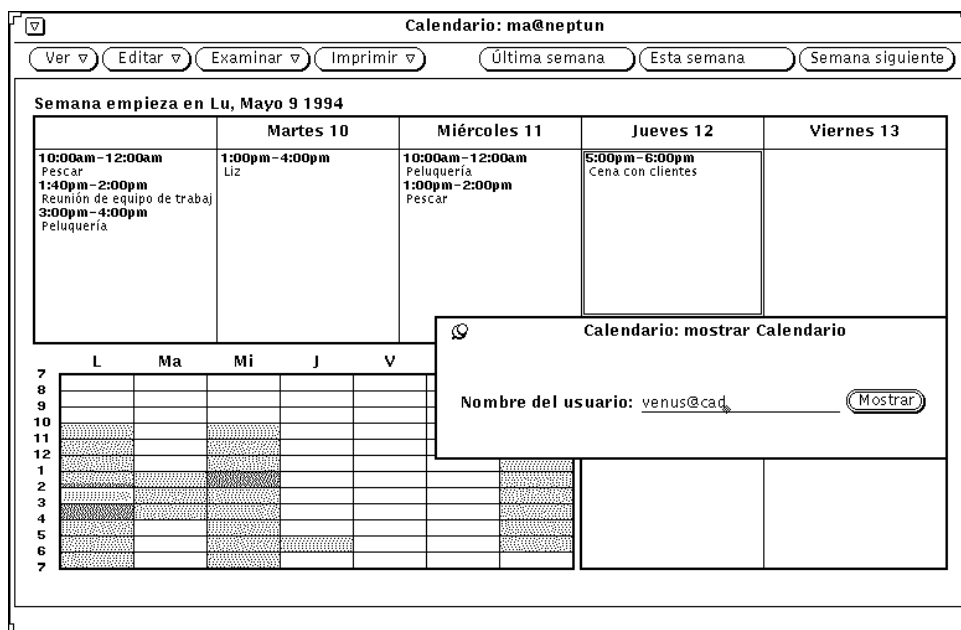 Calendario: ma@neptun
Ver Editar Examinar Imprimir Última semana Esta semana Semana siguiente
Semana empieza en Lu, Mayo 9 1994
Martes 10 Miércoles 11 Jueves 12 Viernes 13
10:00am-12:00am
Pescar
1:40pm-2:00pm
Reunión de equipo de trabaj
3:00pm-4:00pm
Peluquería
1:00pm-4:00pm
Liz
10:00am-12:00am
Peluquería
1:00pm-2:00pm
Pescar
5:00pm-6:00pm
Cena con clientes
Calendario: mostrar Calendario
Nombre del usuario: venus@cad Mostrar
L Ma Mi J V
7
8
9
10
11
12
1
2
3
4
5
6
7